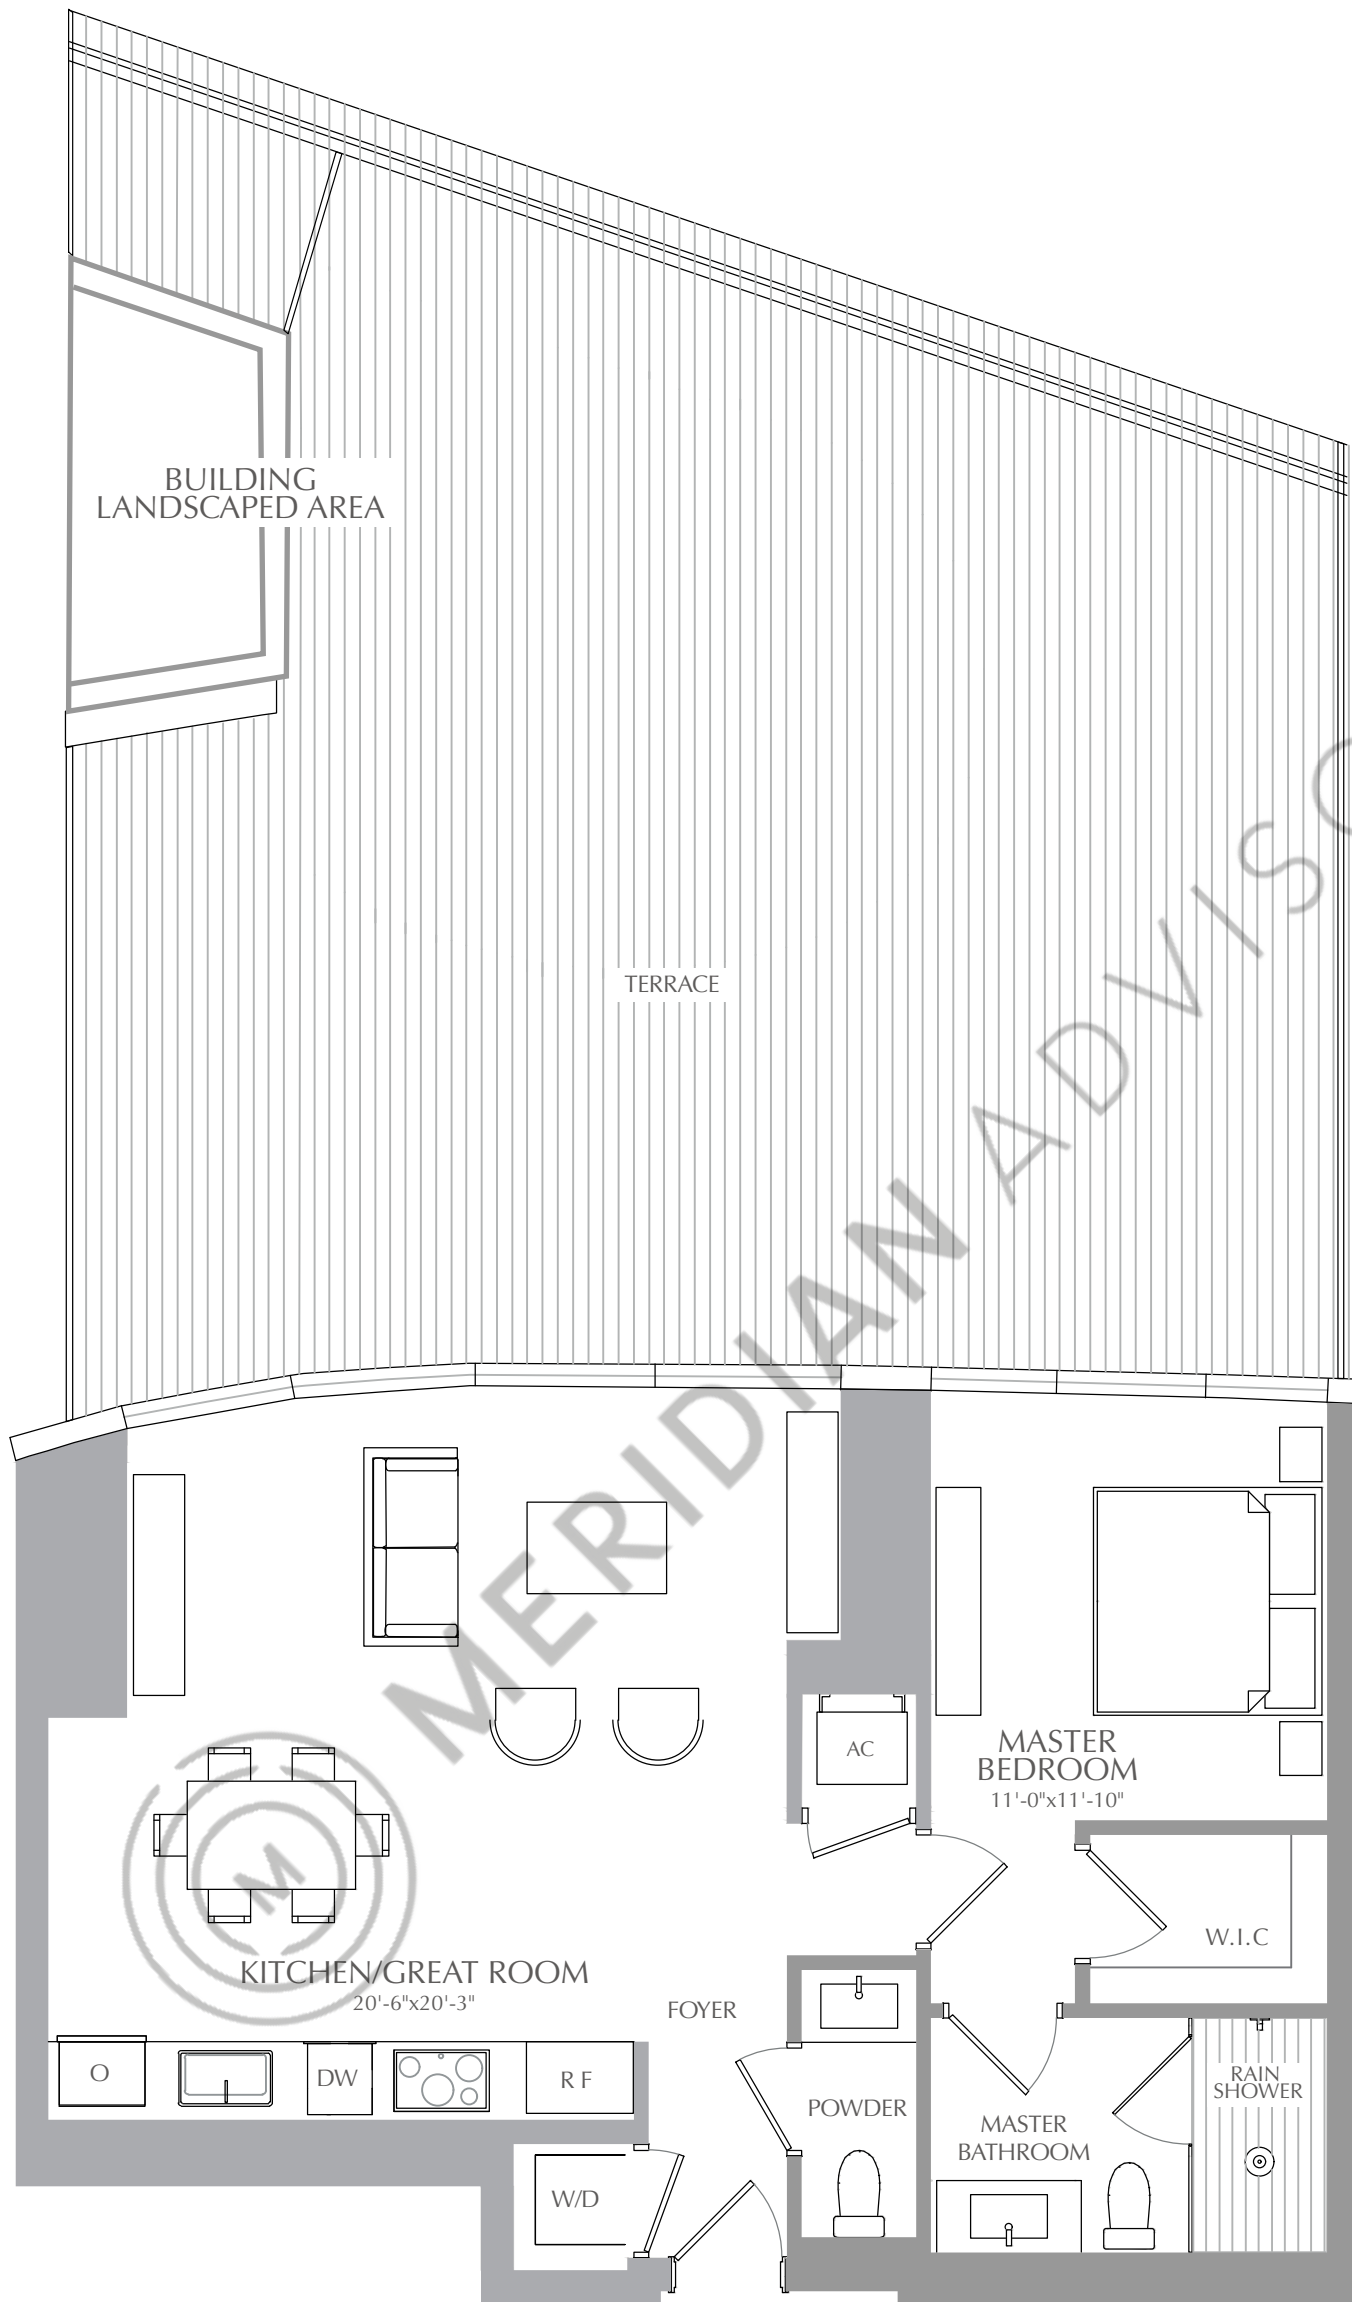 BUILDING
LANDSCAPED AREA
TERRACE
MERIDIAN ADVISO
AC
MASTER
BEDROOM
11'-0"x11'-10"
M
W.I.C
KITCHEN/GREAT ROOM
20'-6"x20'-3"
FOYER
O
DW
R F
POWDER
RAIN
SHOWER
MASTER
BATHROOM
W/D